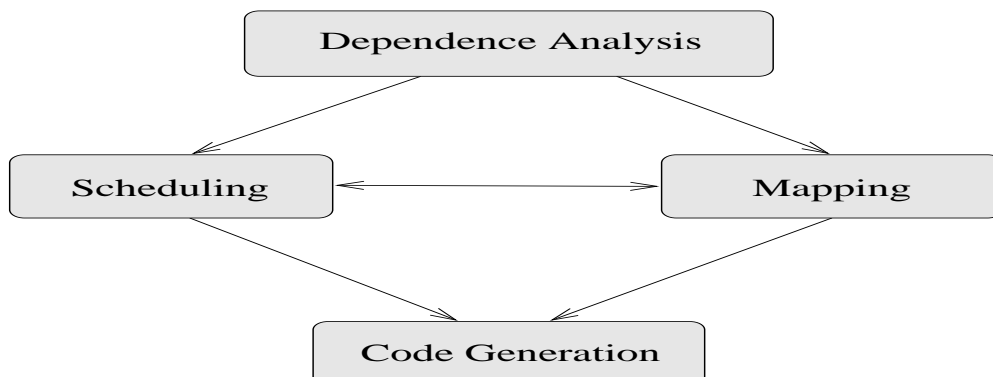 Dependence Analysis
Scheduling
Mapping
Code Generation